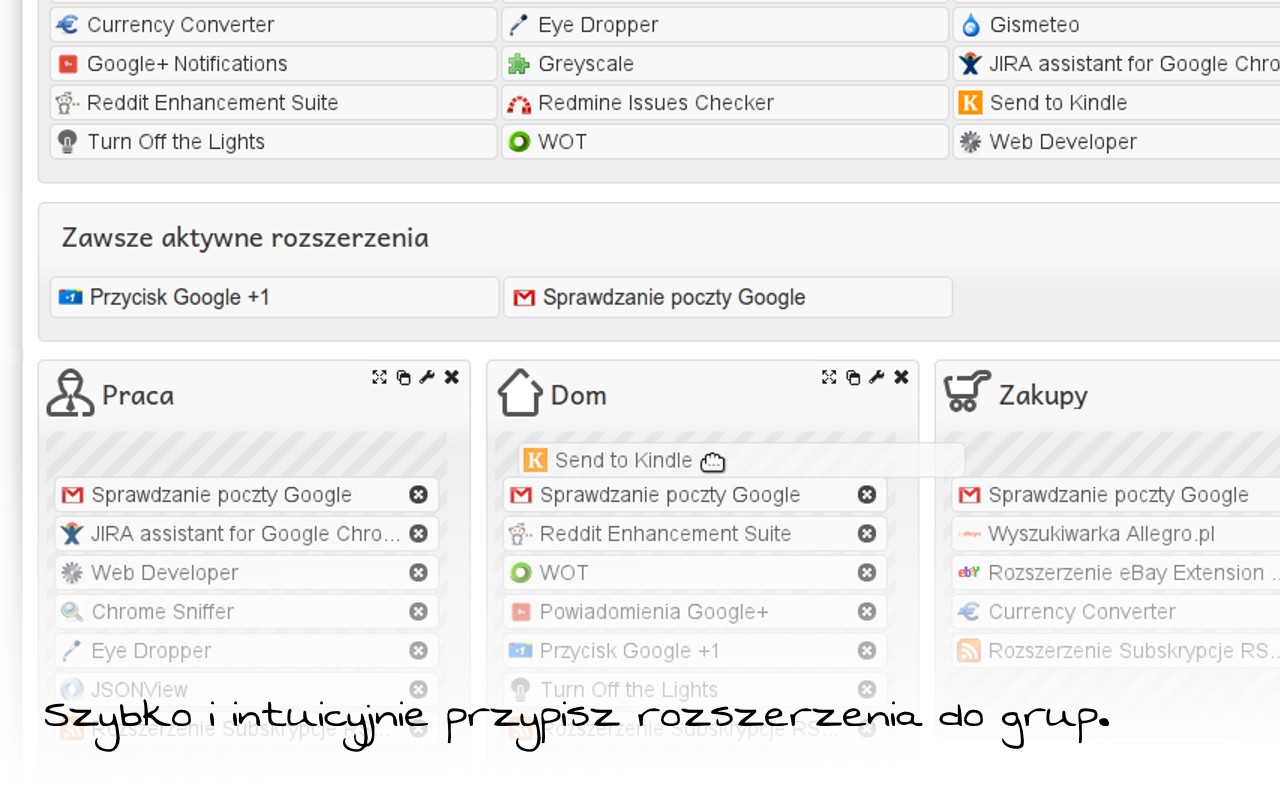 Currency Converter
Eye Dropper
Gismeteo
Google+ Notifications
Greyscale
JIRA assistant for Google Chro
Reddit Enhancement Suite
Redmine Issues Checker
Send to Kindle
Turn Off the Lights
WOT
Web Developer
Zawsze aktywne rozszerzenia
Przycisk Google +1
Sprawdzanie poczty Google
Praca
Sprawdzanie poczty Google
JIRA assistant for Google Chro...
Web Developer
Chrome Sniffer
Eye Dropper
JSONView
Rozszerzenie Subskrypcje R...
Dom
Send to Kindle
Sprawdzanie poczty Google
Reddit Enhancement Suite
WOT
Powiadomienia Google+
Przycisk Google +1
Turn Off the Lights
Rozszerzenie Subskrypcje RS...
Zakupy
Sprawdzanie poczty Google
Wyszukiwarka Allegro.pl
Rozszerzenie eBay Extension ...
Currency Converter
Rozszerzenie Subskrypcje RS...
Szybko i intuicyjnie przypisz rozszerzenia do grup.